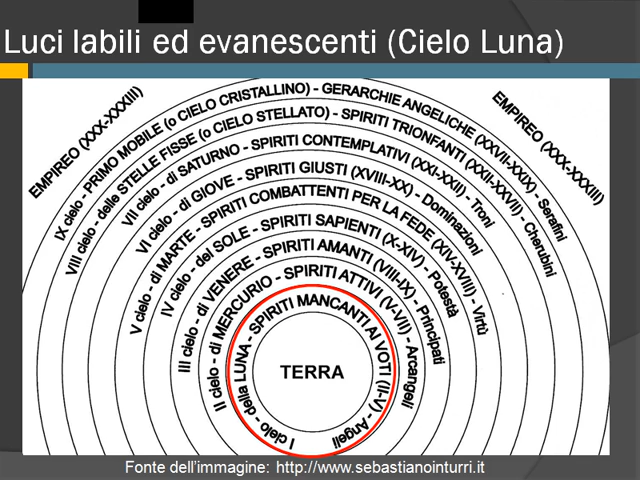 Luci labili ed evanescenti (Cielo Luna)
EMPIREO (XXX-XXXIII)
EMPIREO (XXX-XXXIII)
IX cielo - PRIMO MOBILE (o CIELO CRISTALLINO) - GERARCHIE ANGELICHE (XXVII-XXIX) - Serafini
VIII cielo - delle STELLE FISSE (o CIELO STELLATO) - SPIRITI TRIONFANTI (XXII-XXVII) - Cherubini
VII cielo - di SATURNO - SPIRITI CONTEMPLATIVI (XXI-XXII) - Troni
VI cielo - di GIOVE - SPIRITI GIUSTI (XVIII-XX) - Dominazioni
V cielo - di MARTE - SPIRITI COMBATTENTI PER LA FEDE (XIV-XVIII) - Virtù
IV cielo - del SOLE - SPIRITI SAPIENTI (X-XIV) - Potestà
III cielo - di VENERE - SPIRITI AMANTI (VIII-IX) - Principati
II cielo - di MERCURIO - SPIRITI ATTIVI (V-VII) - Arcangeli
I cielo - della LUNA - SPIRITI MANCANTI AI VOTI (II-V) - Angeli
TERRA
Fonte dell'immagine: http://www.sebastianointurri.it